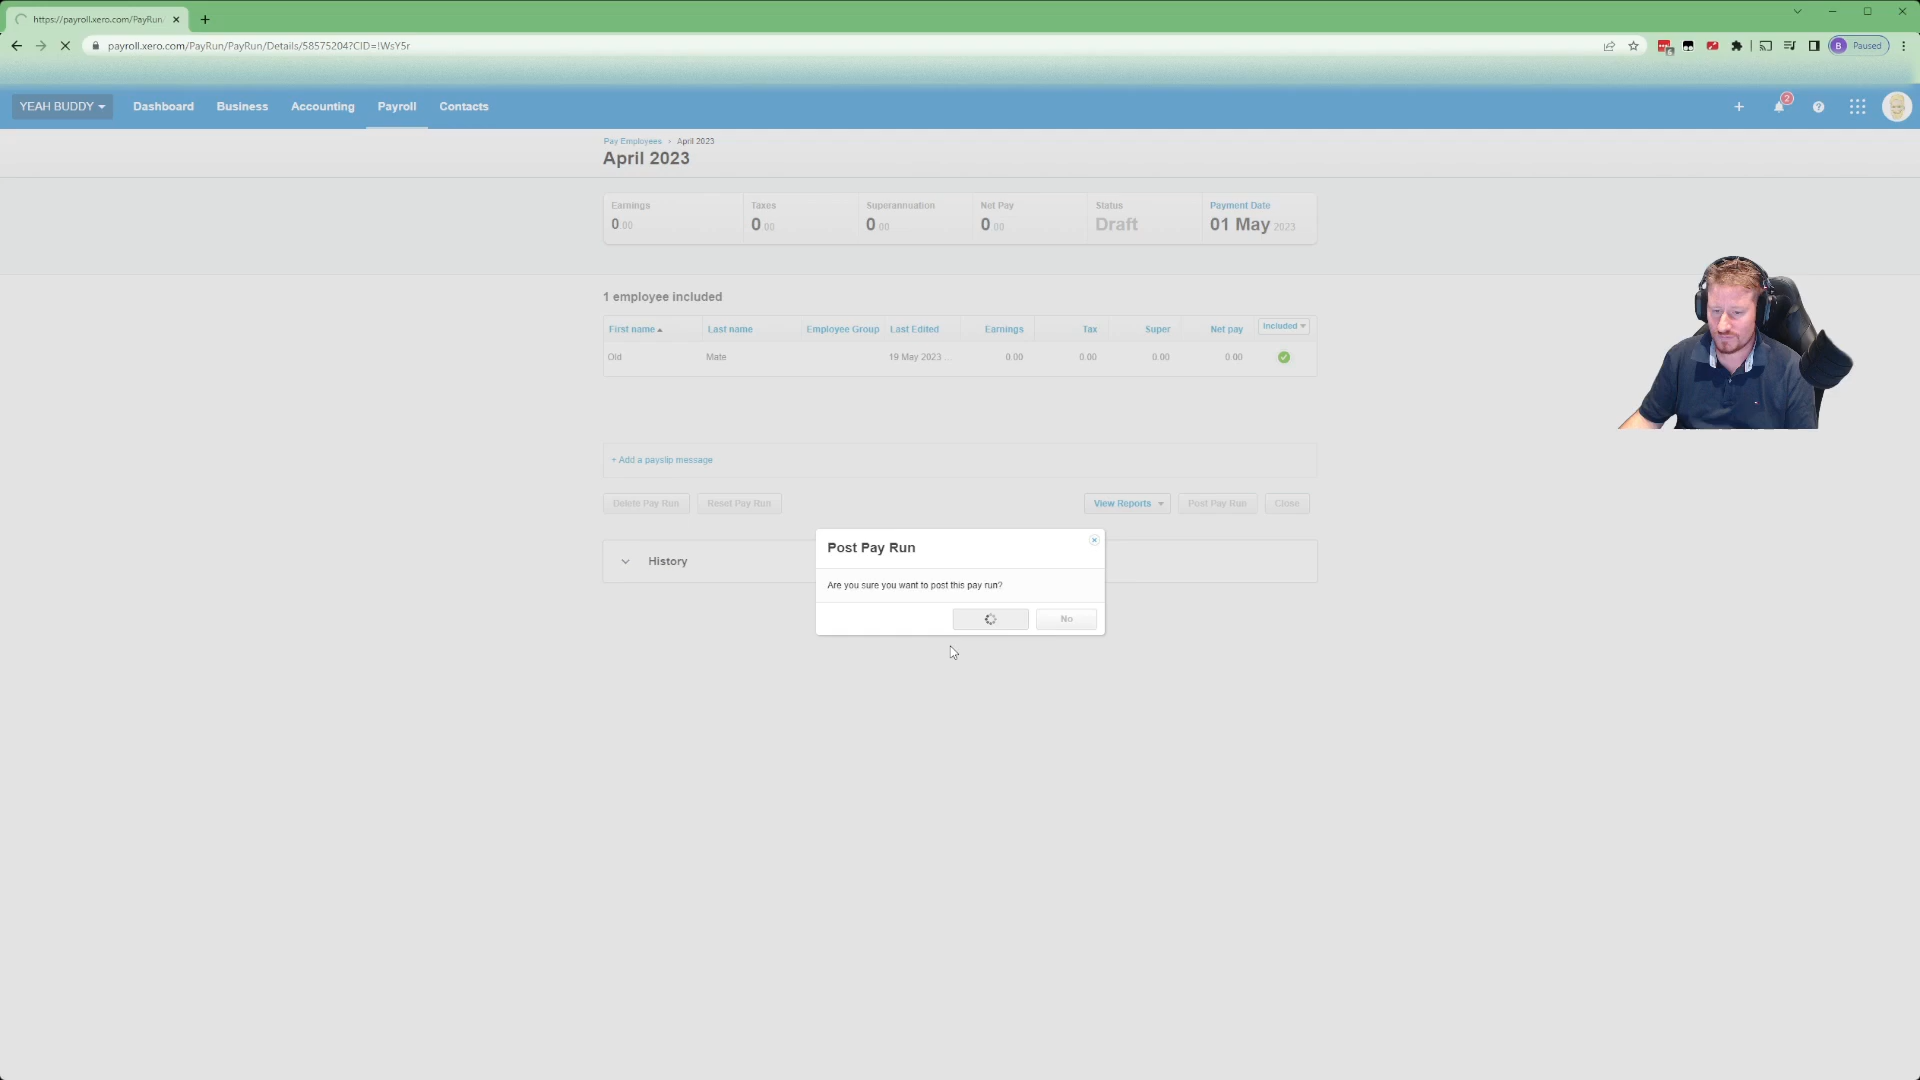 https://payroll.xero.com/PayRun/
payroll.xero.com/PayRun/PayRun/Details/58575204?CID=!WsY5r
B Paused
YEAH BUDDY Dashboard Business Accounting Payroll Contacts
2
Pay Employees › April 2023
April 2023
Earnings Taxes Superannuation Net Pay Status Payment Date
0.00 0.00 0.00 0.00 Draft 01 May 2023
1 employee included
First name Last name Employee Group Last Edited Earnings Tax Super Net pay Included
Old Mate 19 May 2023 ... 0.00 0.00 0.00 0.00
+ Add a payslip message
Delete Pay Run Reset Pay Run View Reports Post Pay Run Close
History
Post Pay Run
Are you sure you want to post this pay run?
No